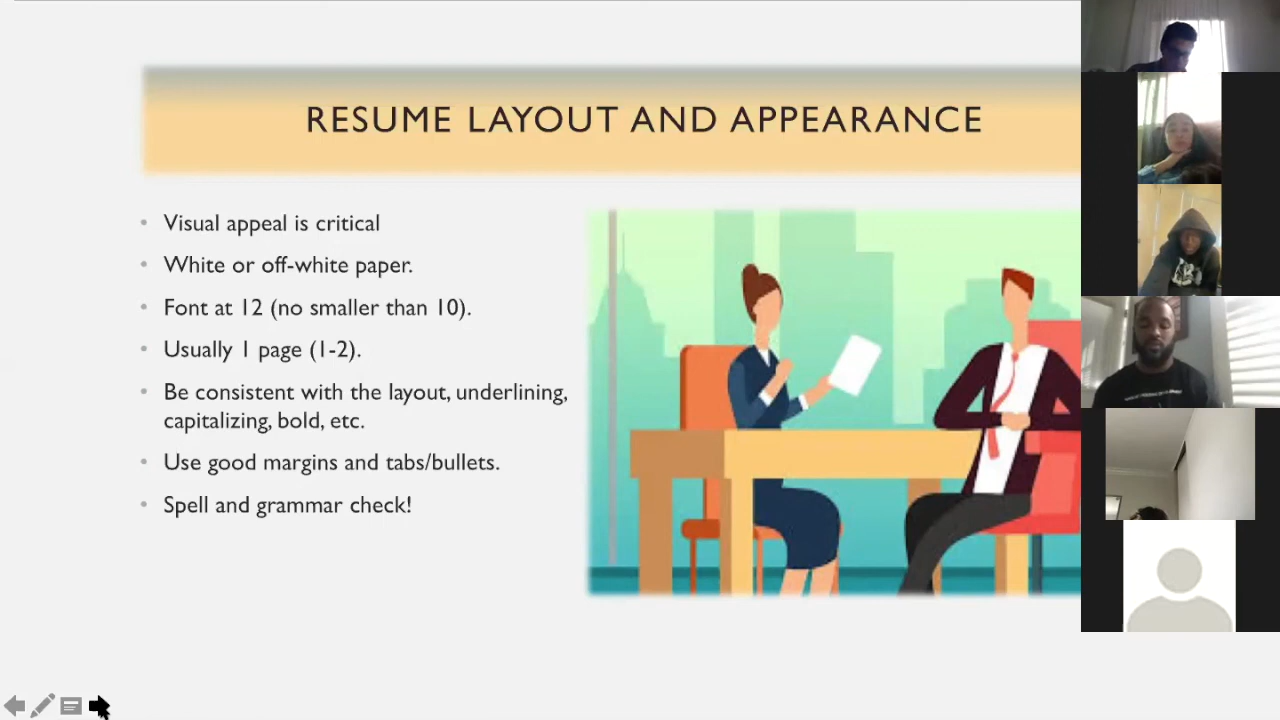 RESUME LAYOUT AND APPEARANCE
• Visual appeal is critical
• White or off-white paper.
• Font at 12 (no smaller than 10).
• Usually 1 page (1-2).
• Be consistent with the layout, underlining,
capitalizing, bold, etc.
• Use good margins and tabs/bullets.
• Spell and grammar check!